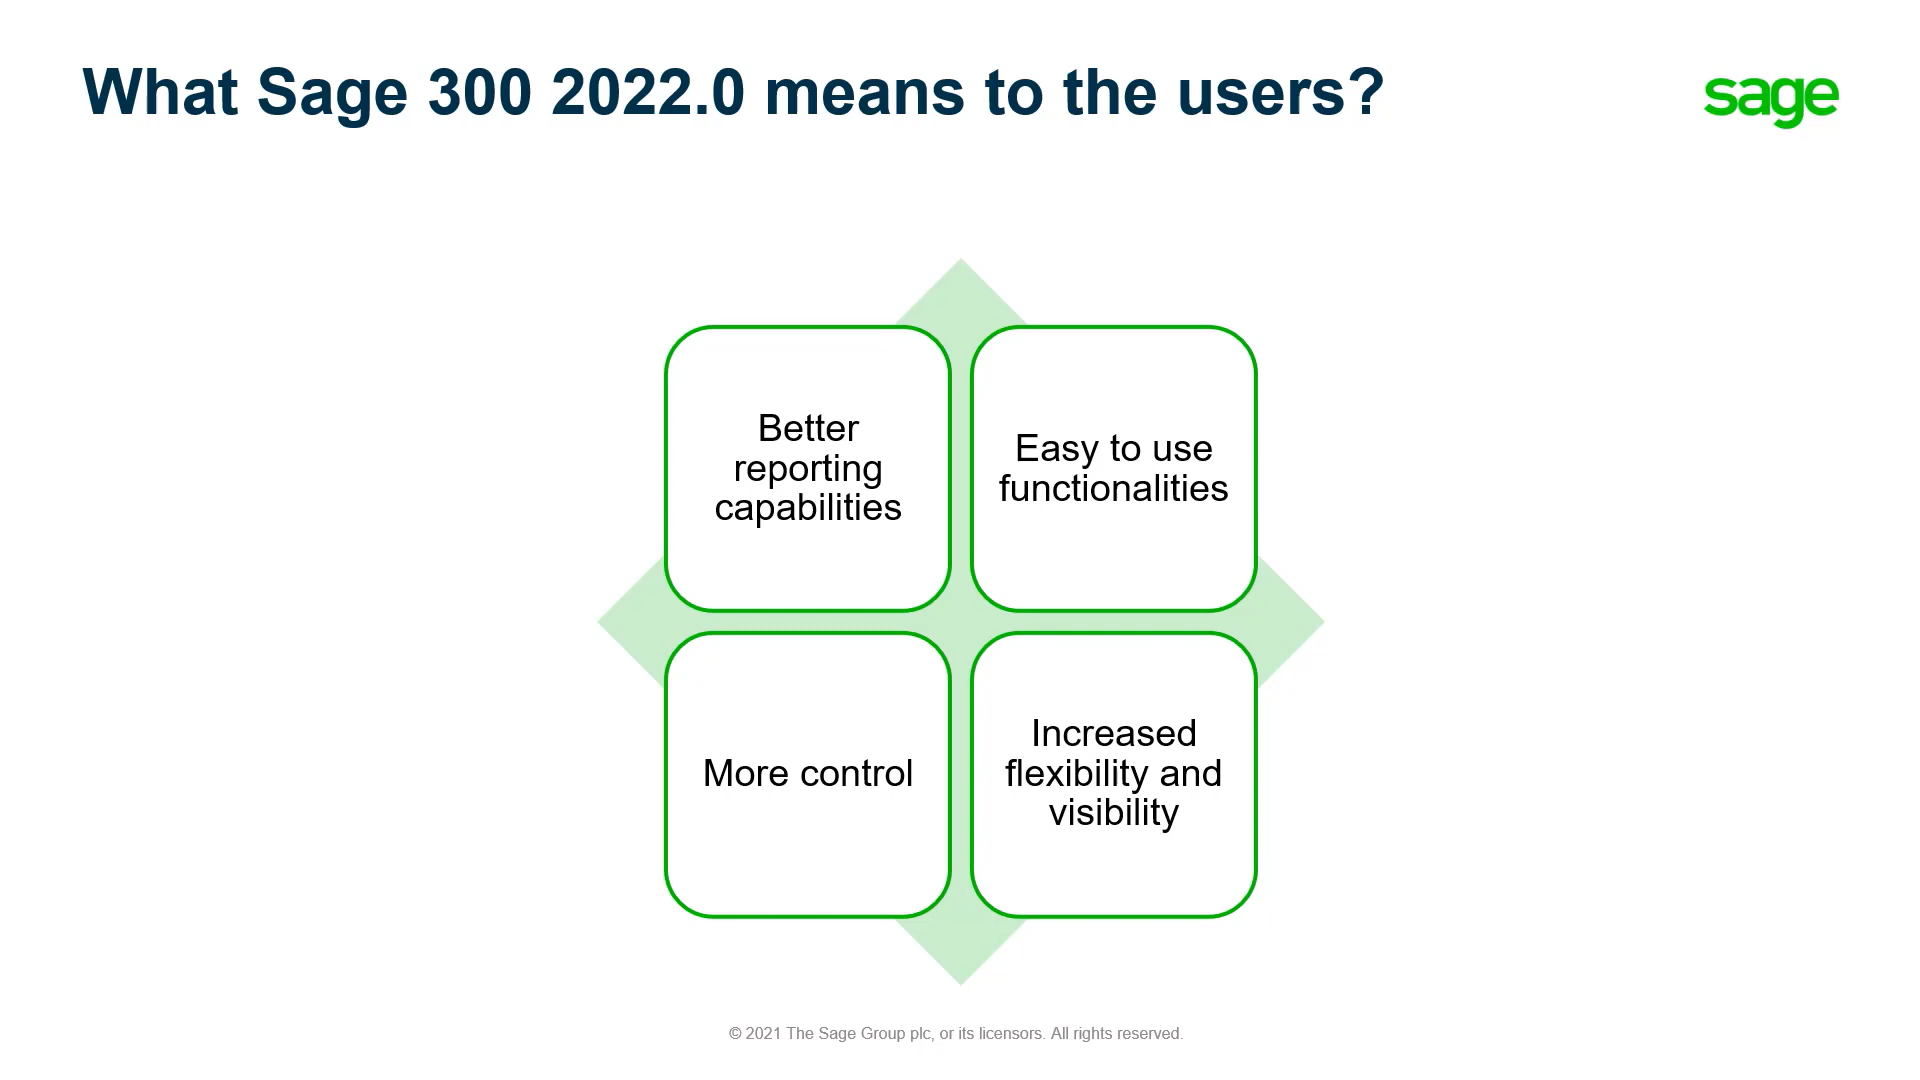 What Sage 300 2022.0 means to the users?
sage
Better
reporting
capabilities
Easy to use
functionalities
More control
Increased
flexibility and
visibility
© 2021 The Sage Group plc, or its licensors. All rights reserved.